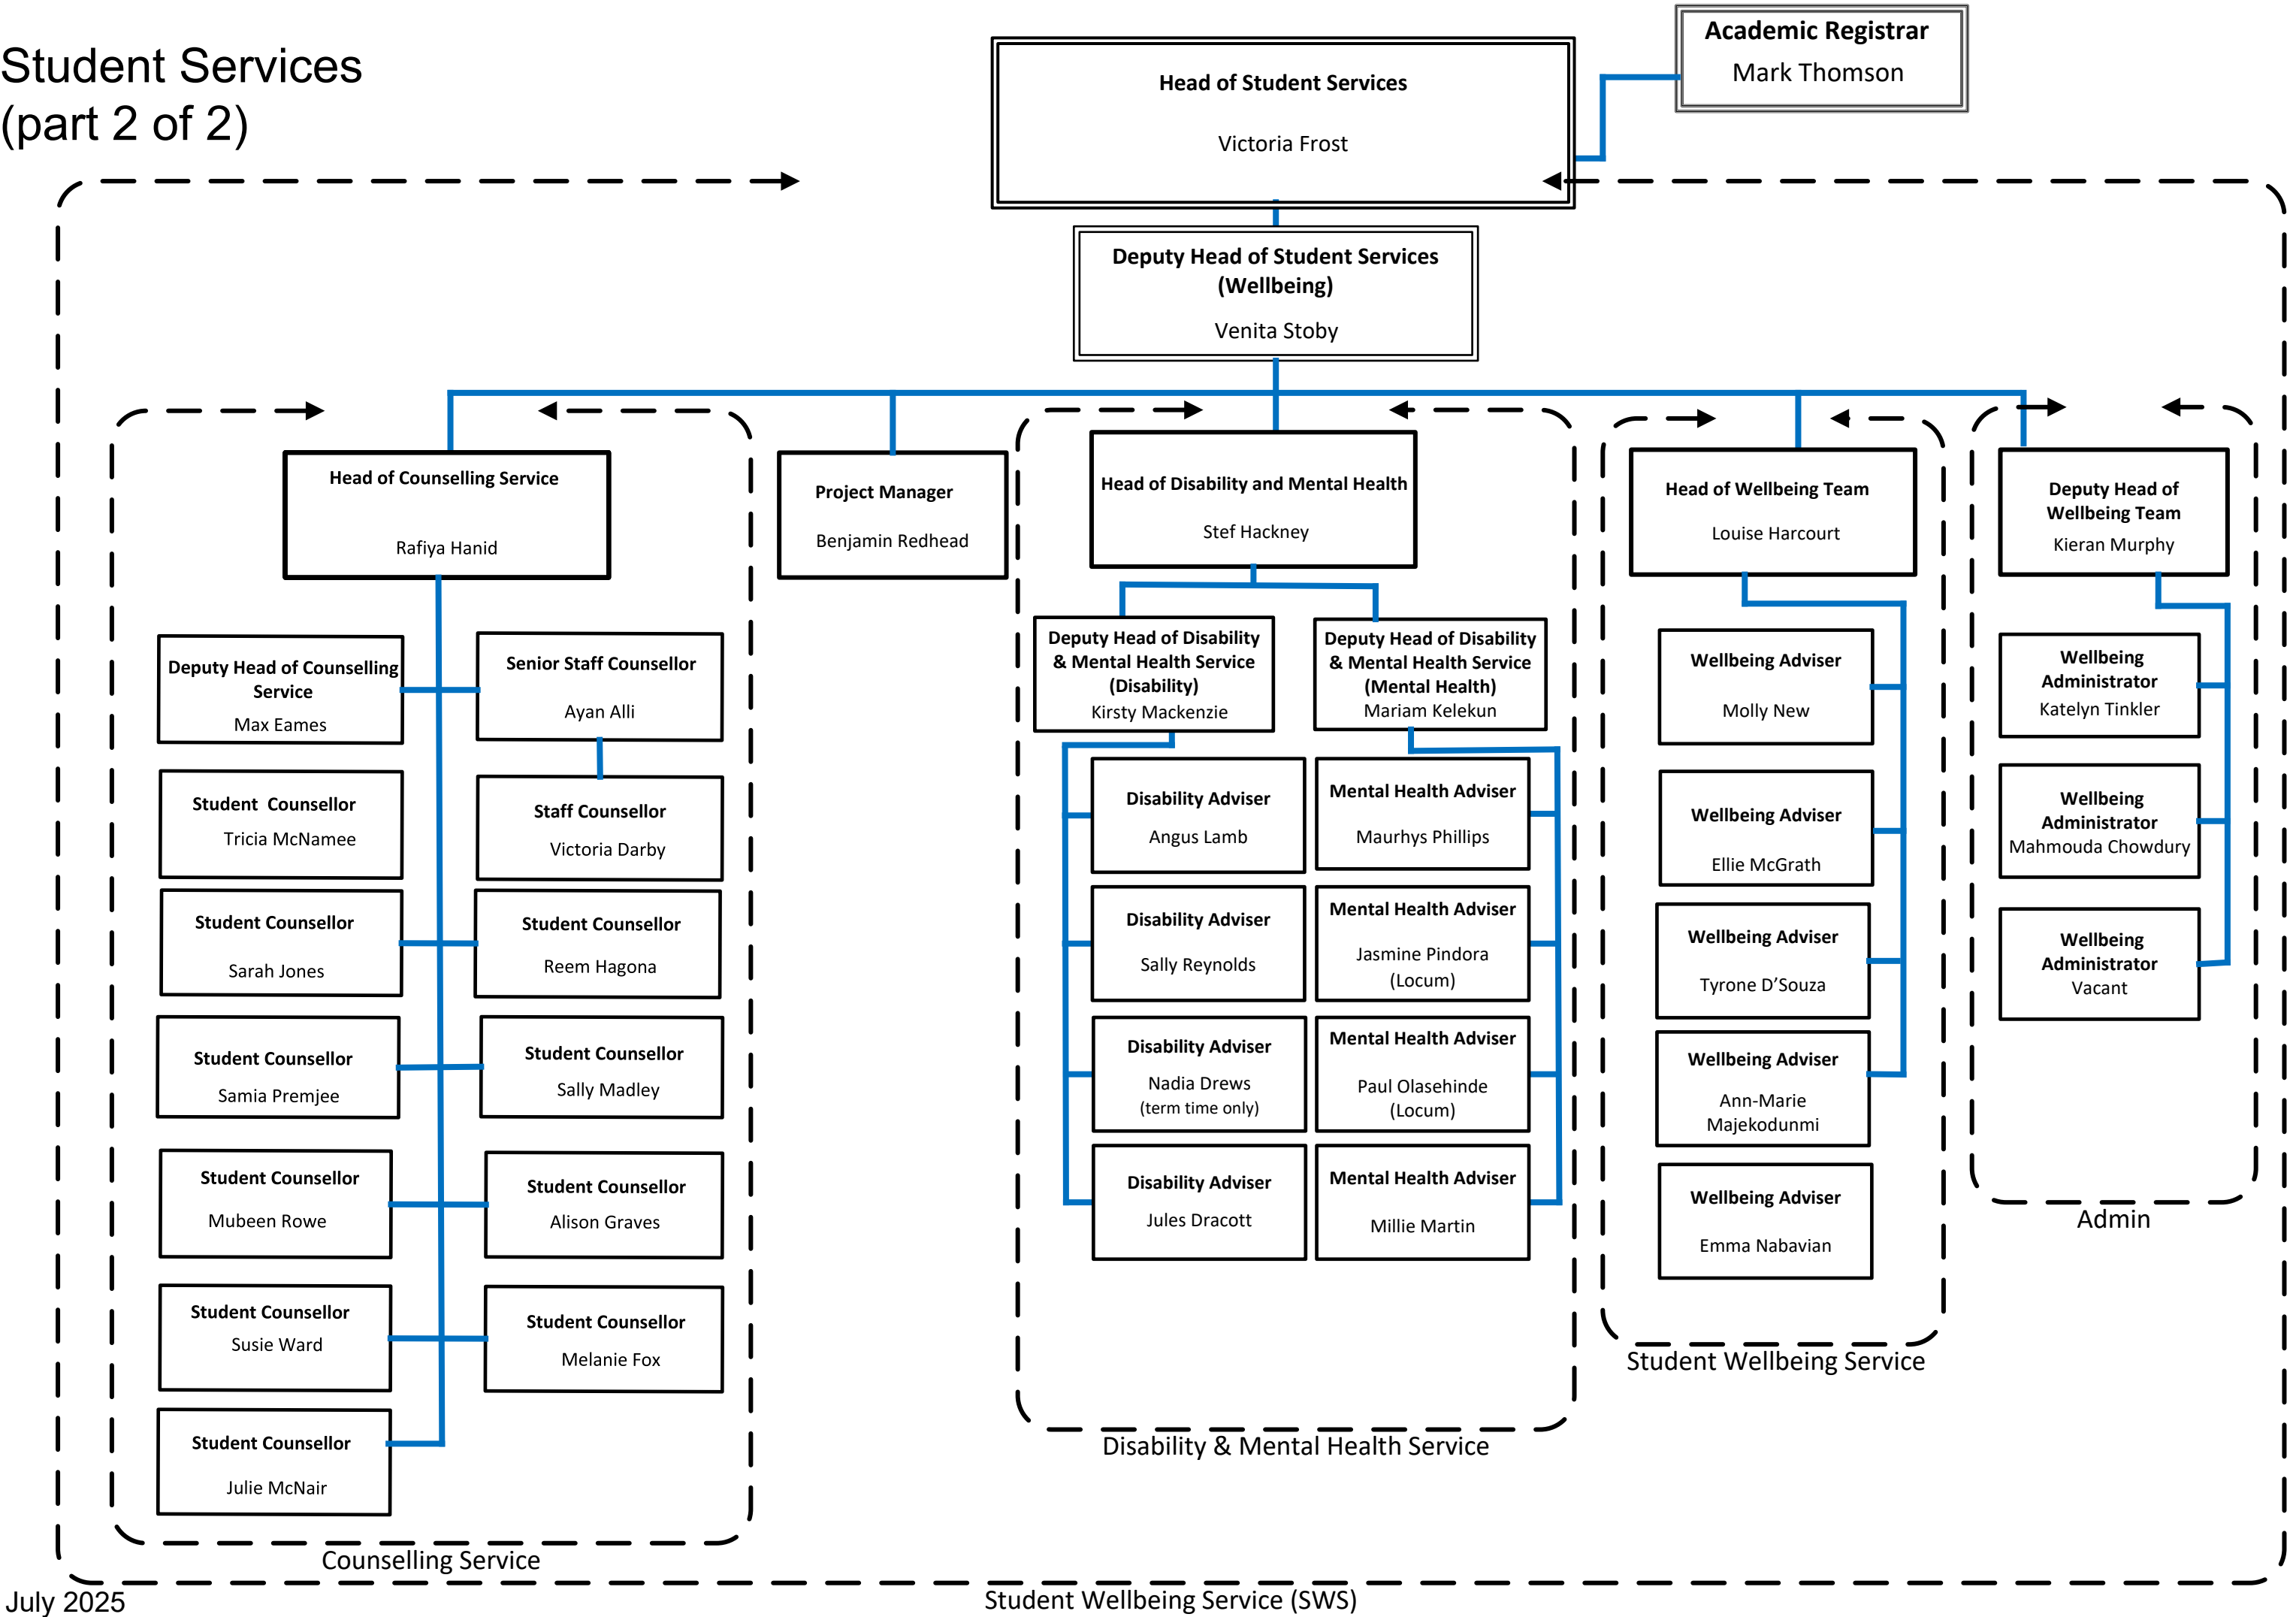 Student Services
(part 2 of 2)
Academic Registrar
Mark Thomson
Head of Student Services
Victoria Frost
Deputy Head of Student Services
(Wellbeing)
Venita Stoby
Head of Counselling Service
Rafiya Hanid
Project Manager
Benjamin Redhead
Head of Disability and Mental Health
Stef Hackney
Head of Wellbeing Team
Louise Harcourt
Deputy Head of
Wellbeing Team
Kieran Murphy
Deputy Head of Counselling
Service
Max Eames
Senior Staff Counsellor
Ayan Alli
Student Counsellor
Tricia McNamee
Staff Counsellor
Victoria Darby
Student Counsellor
Sarah Jones
Student Counsellor
Reem Hagona
Student Counsellor
Samia Premjee
Student Counsellor
Sally Madley
Student Counsellor
Mubeen Rowe
Student Counsellor
Alison Graves
Student Counsellor
Susie Ward
Student Counsellor
Melanie Fox
Student Counsellor
Julie McNair
Counselling Service
Deputy Head of Disability
& Mental Health Service
(Disability)
Kirsty Mackenzie
Deputy Head of Disability
& Mental Health Service
(Mental Health)
Mariam Kelekun
Disability Adviser
Angus Lamb
Mental Health Adviser
Maurhys Phillips
Disability Adviser
Sally Reynolds
Mental Health Adviser
Jasmine Pindora
(Locum)
Disability Adviser
Nadia Drews
(term time only)
Mental Health Adviser
Paul Olasehinde
(Locum)
Disability Adviser
Jules Dracott
Mental Health Adviser
Millie Martin
Disability & Mental Health Service
Wellbeing Adviser
Molly New
Wellbeing Adviser
Ellie McGrath
Wellbeing Adviser
Tyrone D’Souza
Wellbeing Adviser
Ann-Marie
Majekodunmi
Wellbeing Adviser
Emma Nabavian
Student Wellbeing Service
Wellbeing
Administrator
Katelyn Tinkler
Wellbeing
Administrator
Mahmouda Chowdury
Wellbeing
Administrator
Vacant
Admin
July 2025
Student Wellbeing Service (SWS)